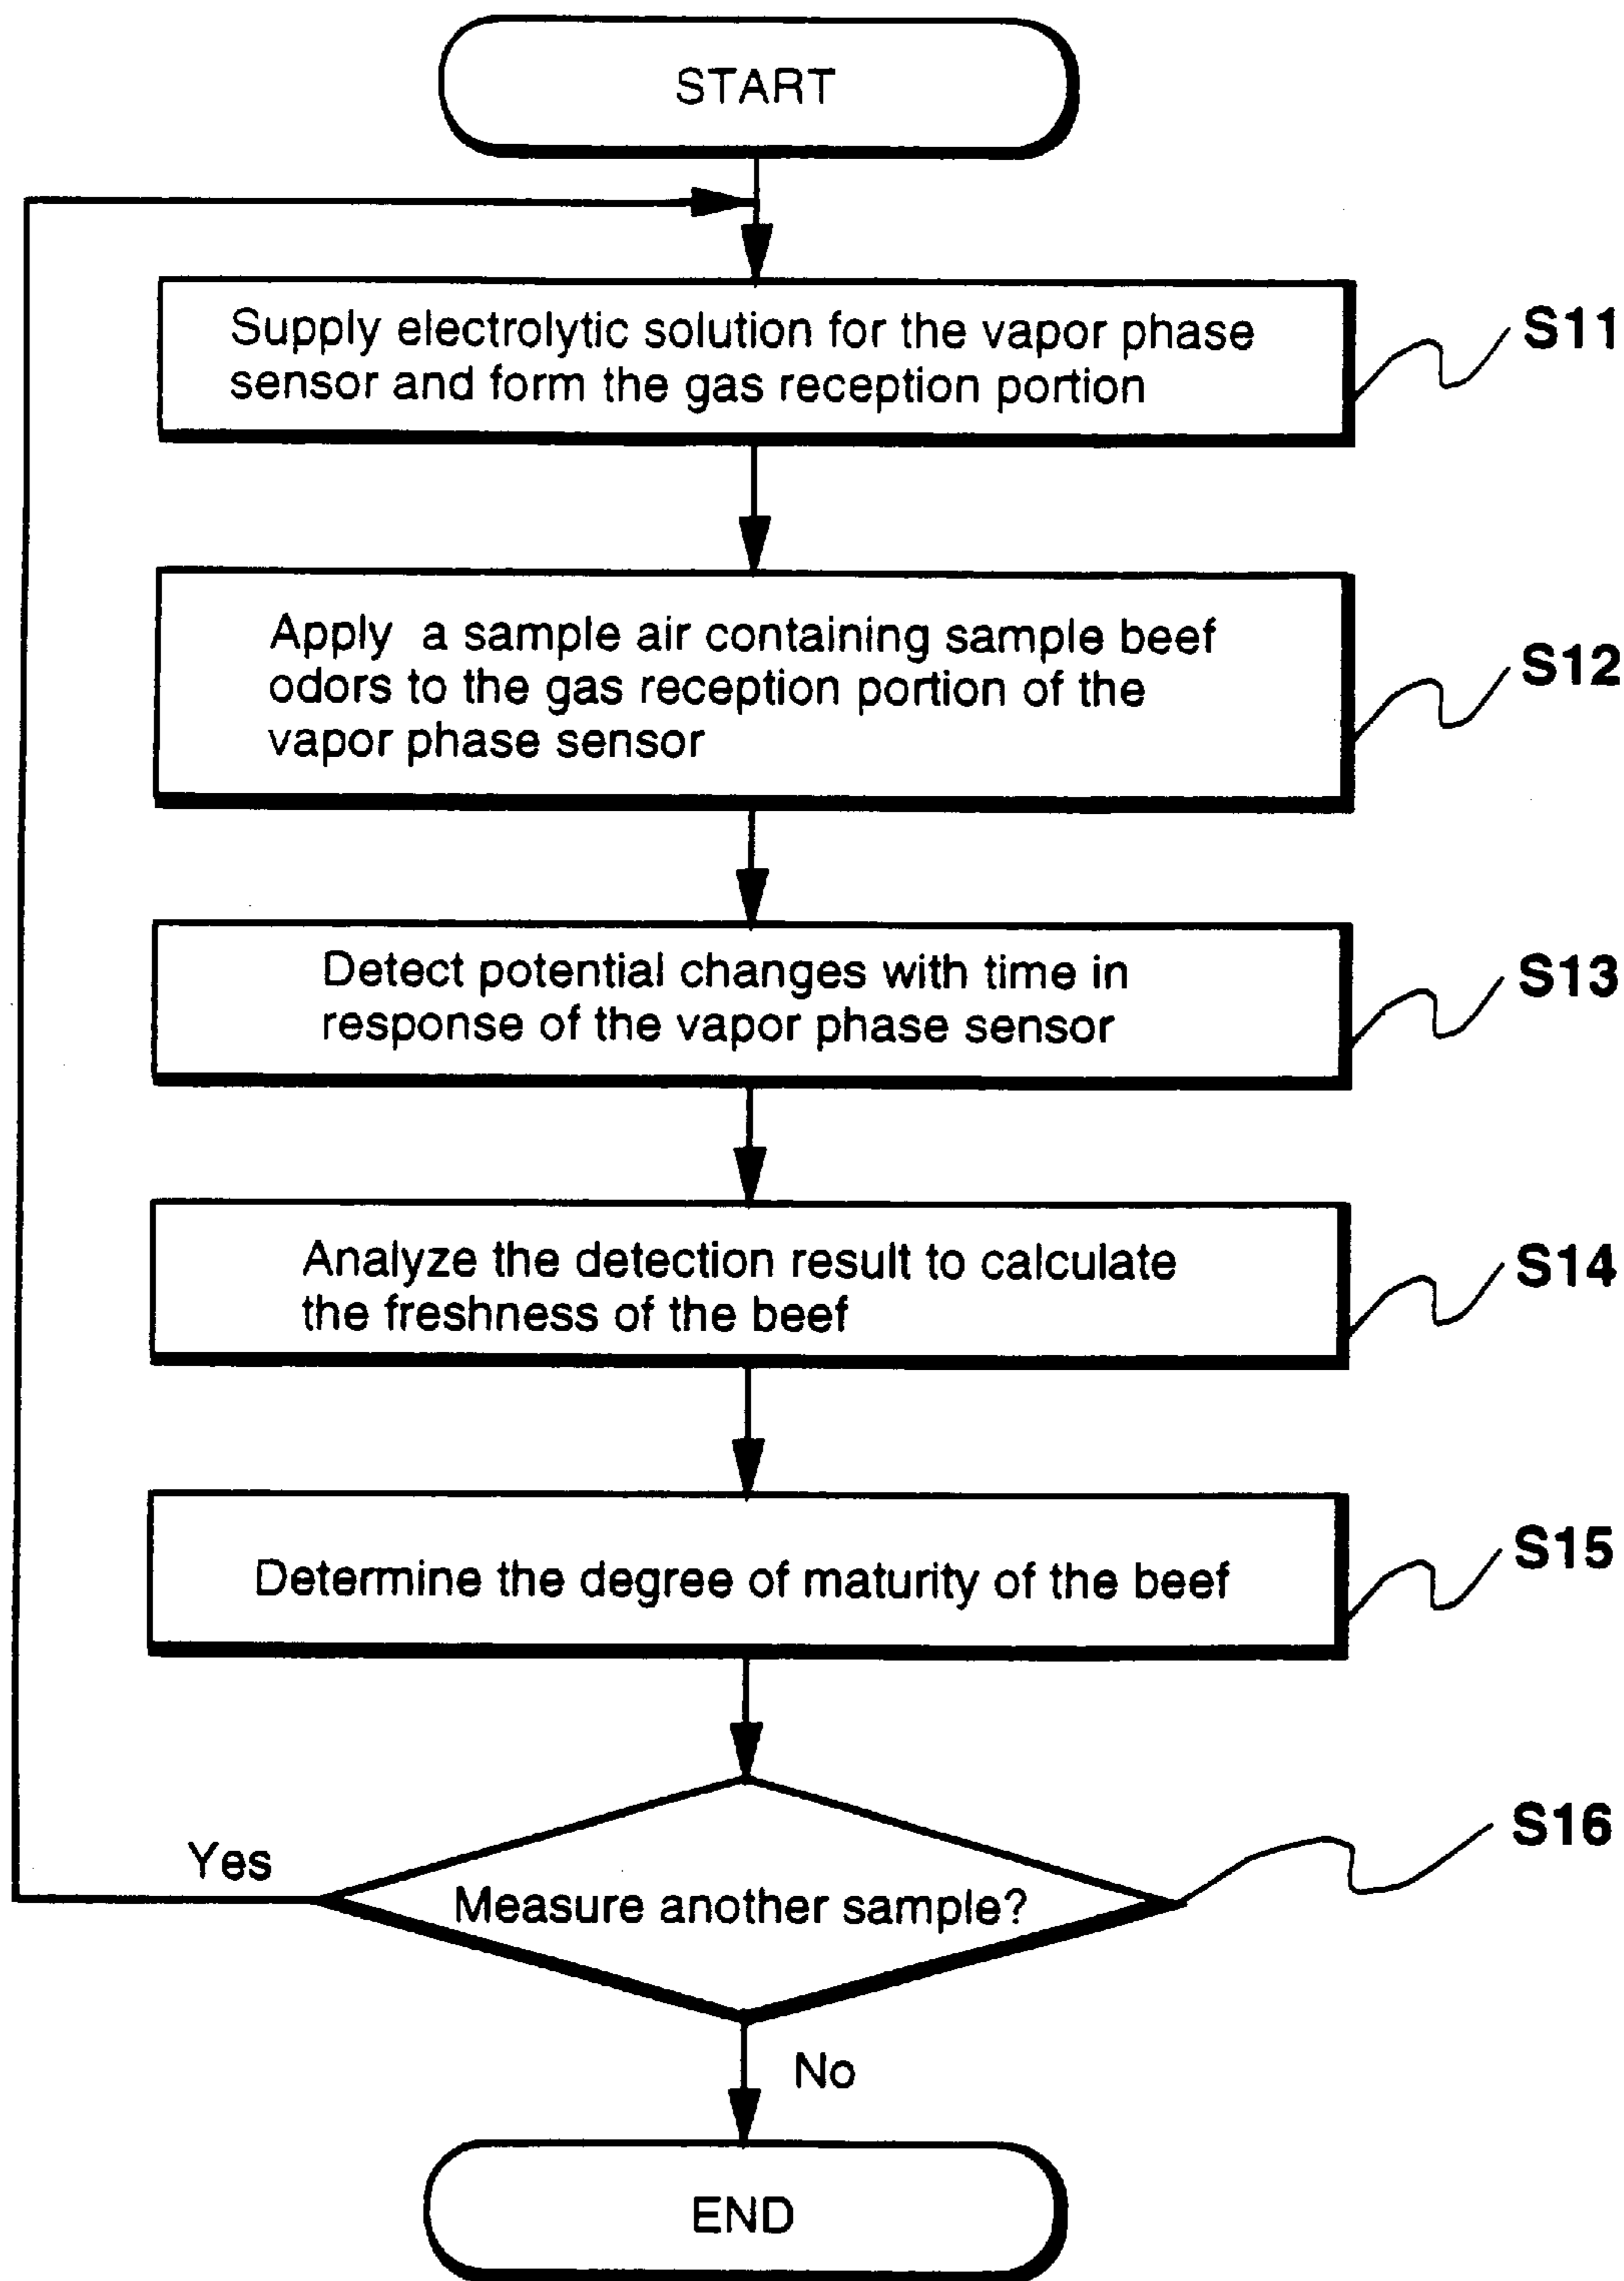 START
Supply electrolytic solution for the vapor phase
sensor and form the gas reception portion
S11
Apply a sample air containing sample beef
odors to the gas reception portion of the
vapor phase sensor
S12
Detect potential changes with time in
response of the vapor phase sensor
S13
Analyze the detection result to calculate
the freshness of the beef
S14
Determine the degree of maturity of the beef
S15
Measure another sample?
S16
Yes
No
END